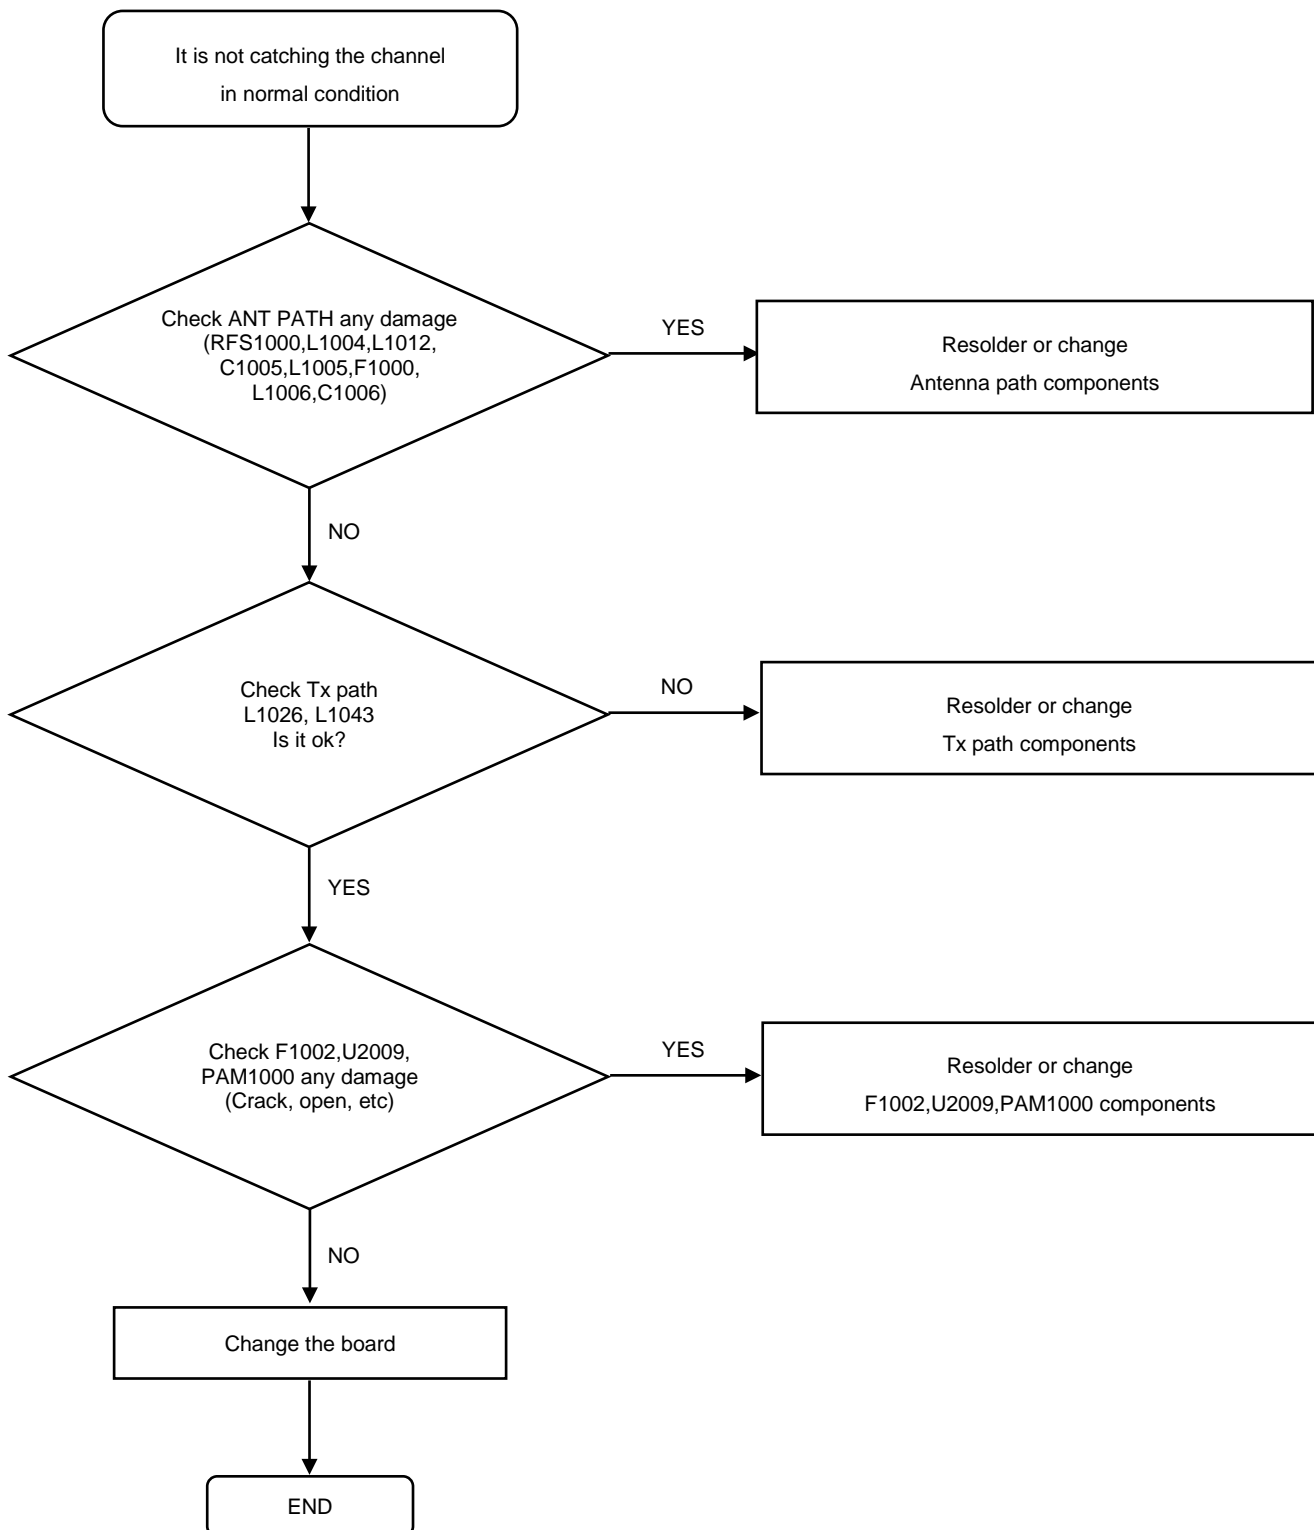 It is not catching the channel
in normal condition
Check ANT PATH any damage
(RFS1000,L1004,L1012,
C1005,L1005,F1000,
L1006,C1006)
YES
Resolder or change
Antenna path components
NO
Check Tx path
L1026, L1043
Is it ok?
NO
Resolder or change
Tx path components
YES
Check F1002,U2009,
PAM1000 any damage
(Crack, open, etc)
YES
Resolder or change
F1002,U2009,PAM1000 components
NO
Change the board
END